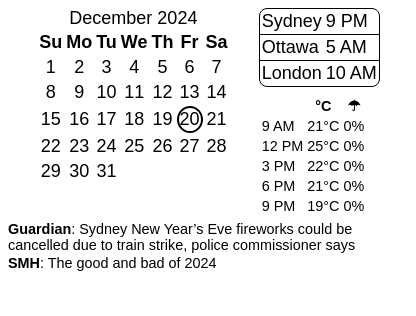 December 2024
Su Mo Tu We Th Fr Sa
1 2 3 4 5 6 7
8 9 10 11 12 13 14
15 16 17 18 19 20 21
22 23 24 25 26 27 28
29 30 31
Sydney 9 PM
Ottawa 5 AM
London 10 AM
°C ☂
9 AM 21°C 0%
12 PM 25°C 0%
3 PM 22°C 0%
6 PM 21°C 0%
9 PM 19°C 0%
Guardian: Sydney New Year’s Eve fireworks could be
cancelled due to train strike, police commissioner says
SMH: The good and bad of 2024